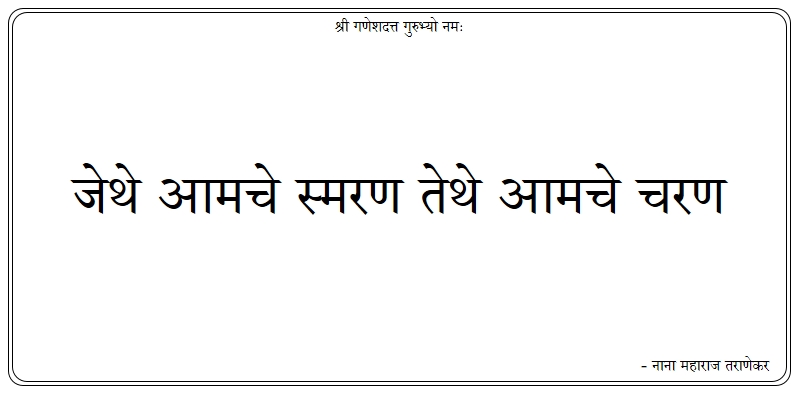 श्री गणेशदत्त गुरुभ्यो नमः
जेथे आमचे स्मरण तेथे आमचे चरण
- नाना महाराज तराणेकर